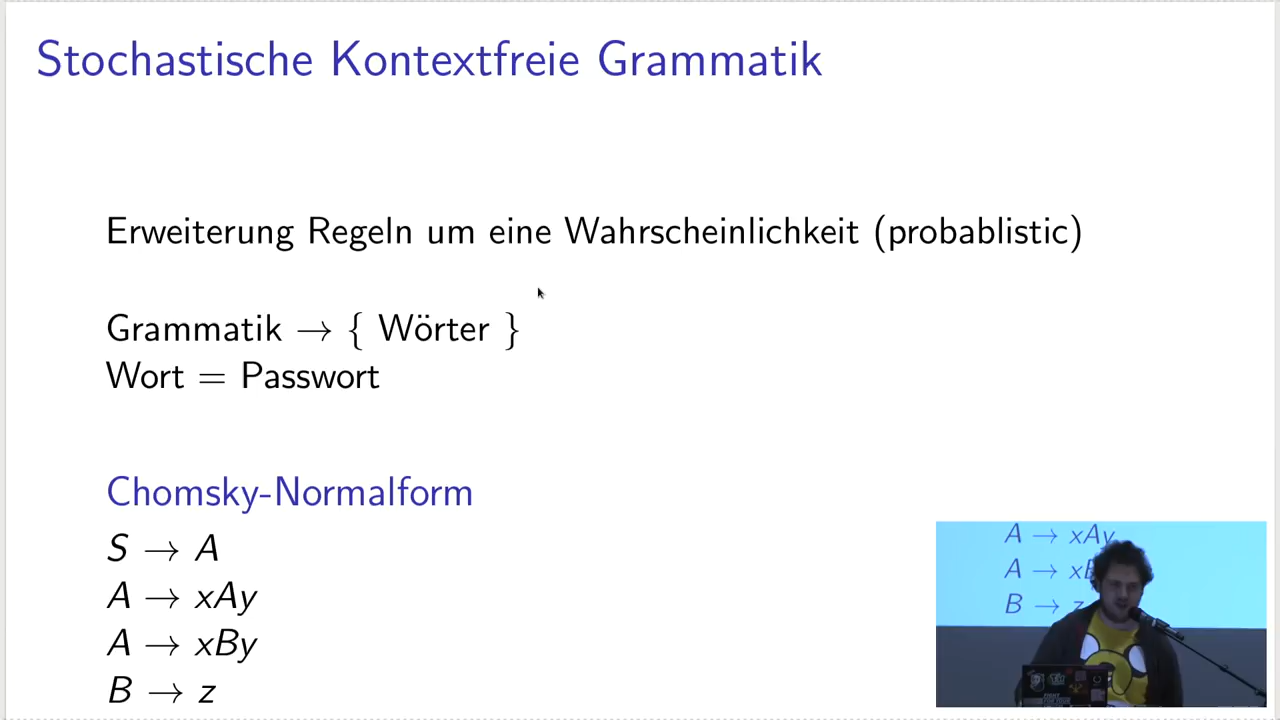 Stochastische Kontextfreie Grammatik
Erweiterung Regeln um eine Wahrscheinlichkeit (probablistic)
Grammatik → { Wörter }
Wort = Passwort
Chomsky-Normalform
S → A
A → xAy
A → xBy
B → z
A → xAy
A → xB
B → z